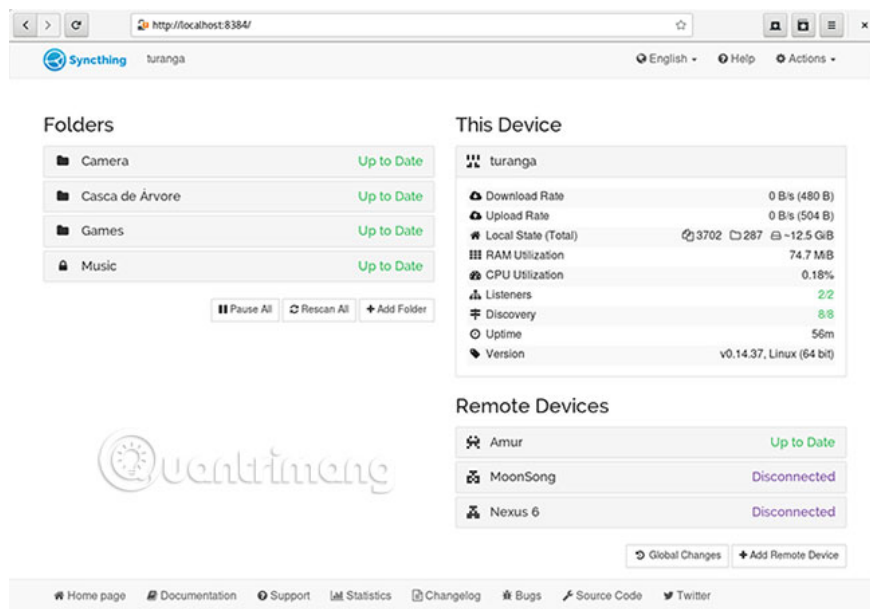 http://localhost:8384/
Syncthing turanga English Help Actions
Folders
Camera Up to Date
Casca de Árvore Up to Date
Games Up to Date
Music Up to Date
Pause All Rescan All Add Folder
This Device
turanga
Download Rate 0 B/s (480 B)
Upload Rate 0 B/s (504 B)
Local State (Total) 3702 287 ~12.5 GiB
RAM Utilization 74.7 MiB
CPU Utilization 0.18%
Listeners 2/2
Discovery 8/8
Uptime 56m
Version v0.14.37, Linux (64 bit)
Remote Devices
Amur Up to Date
MoonSong Disconnected
Nexus 6 Disconnected
Global Changes Add Remote Device
Quantrimang
Home page Documentation Support Statistics Changelog Bugs Source Code Twitter